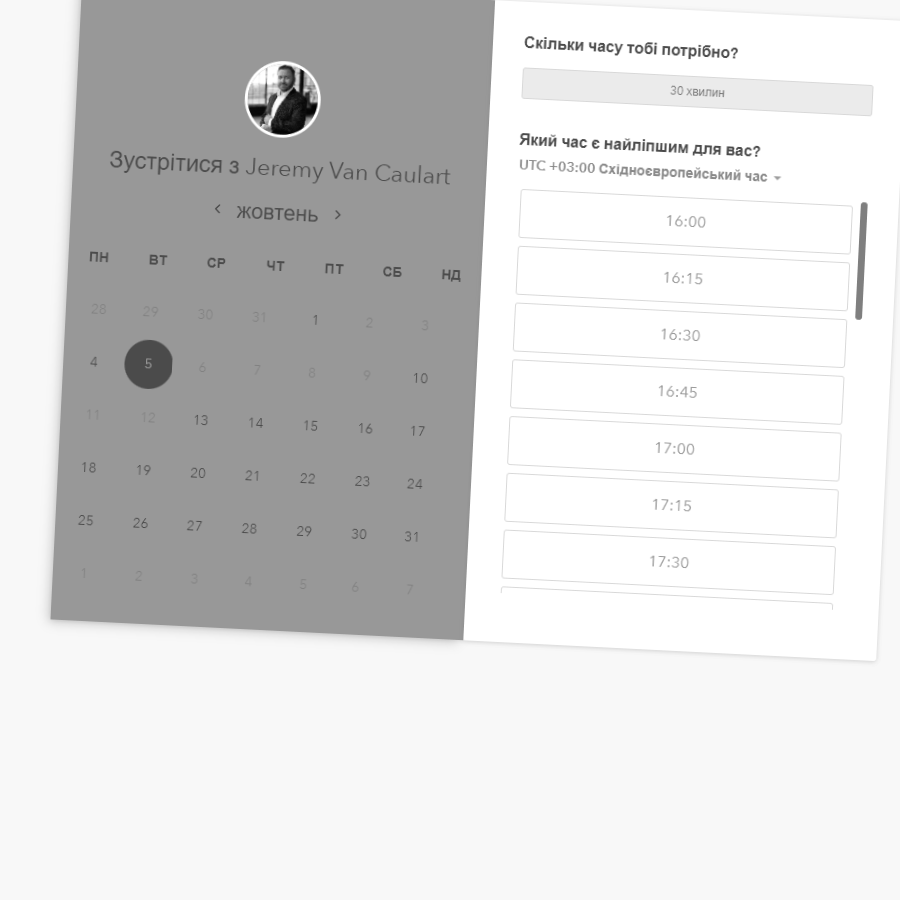 Зустрітися з Jeremy Van Caulart
жовтень
ПН ВТ СР ЧТ ПТ СБ НД
28 29 30 31 1 2 3
4 5 6 7 8 9 10
11 12 13 14 15 16 17
18 19 20 21 22 23 24
25 26 27 28 29 30 31
1 2 3 4 5 6 7
Скільки часу тобі потрібно?
30 хвилин
Який час є найліпшим для вас?
UTC +03:00 Східноєвропейський час
16:00
16:15
16:30
16:45
17:00
17:15
17:30